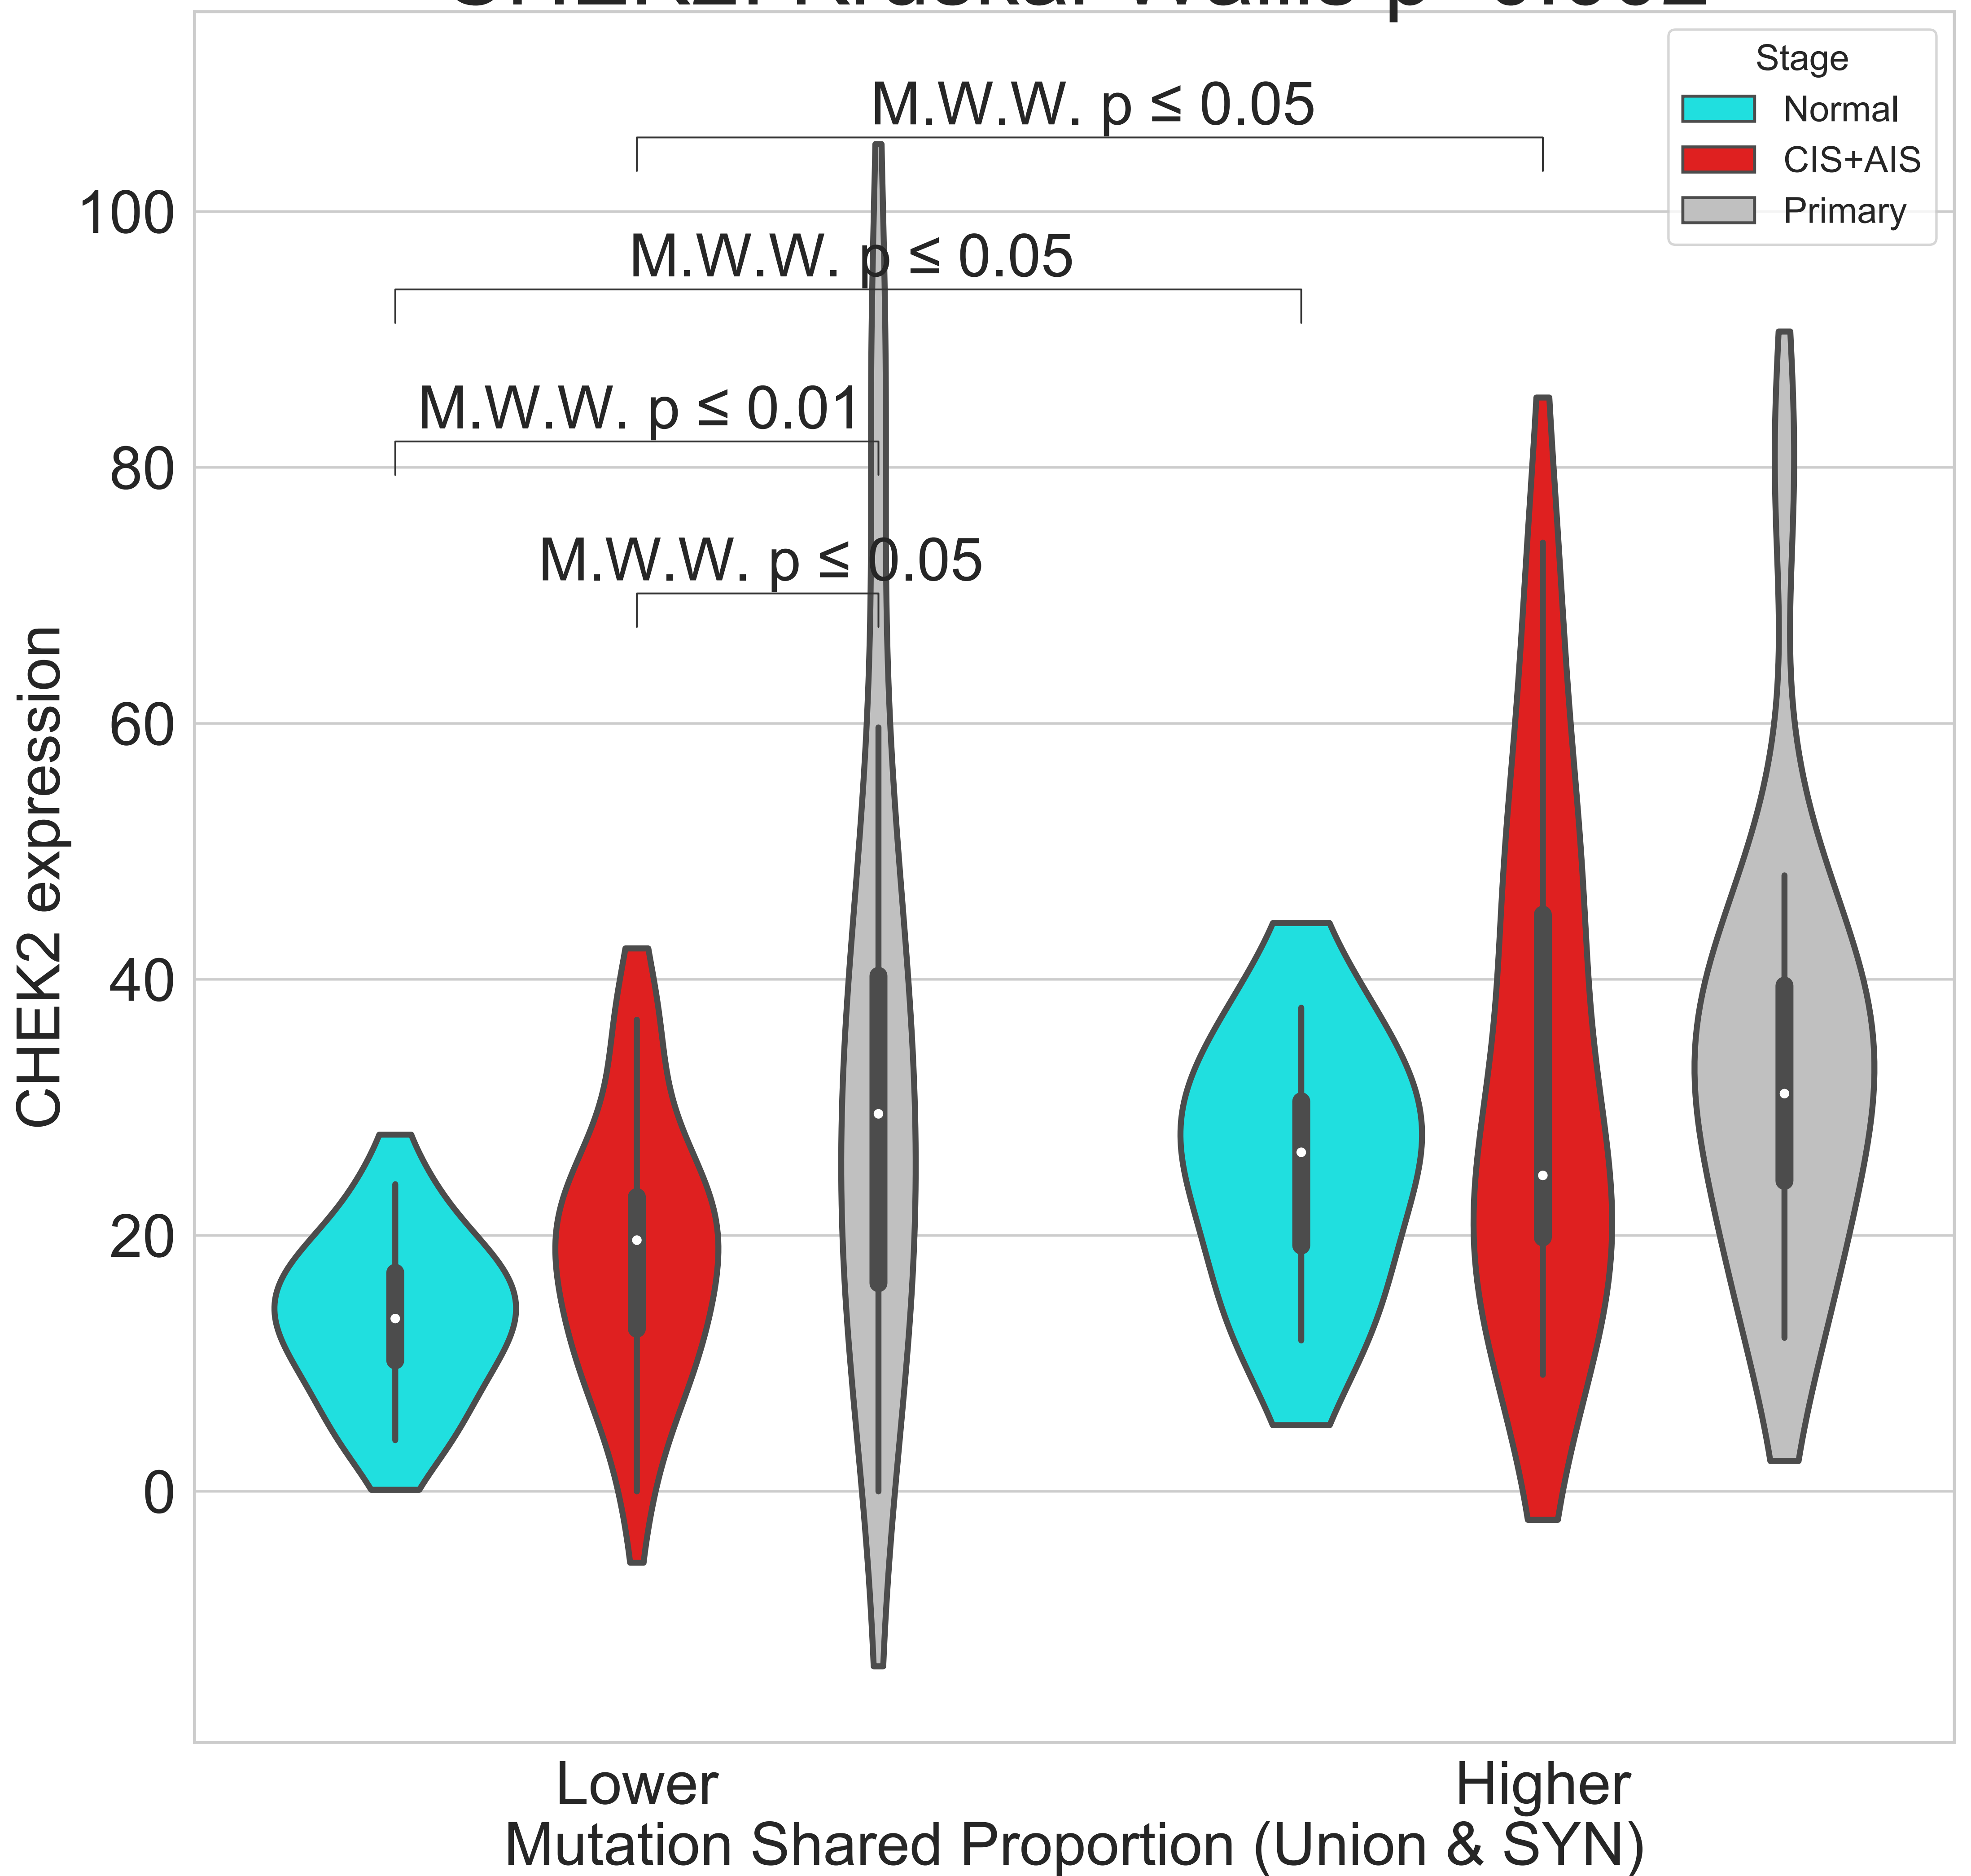 Stage
Normal
CIS+AIS
Primary
M.W.W. p ≤ 0.05
M.W.W. p ≤ 0.05
M.W.W. p ≤ 0.01
M.W.W. p ≤ 0.05
100
80
60
40
20
0
CHEK2 expression
Lower
Higher
Mutation Shared Proportion (Union & SYN)